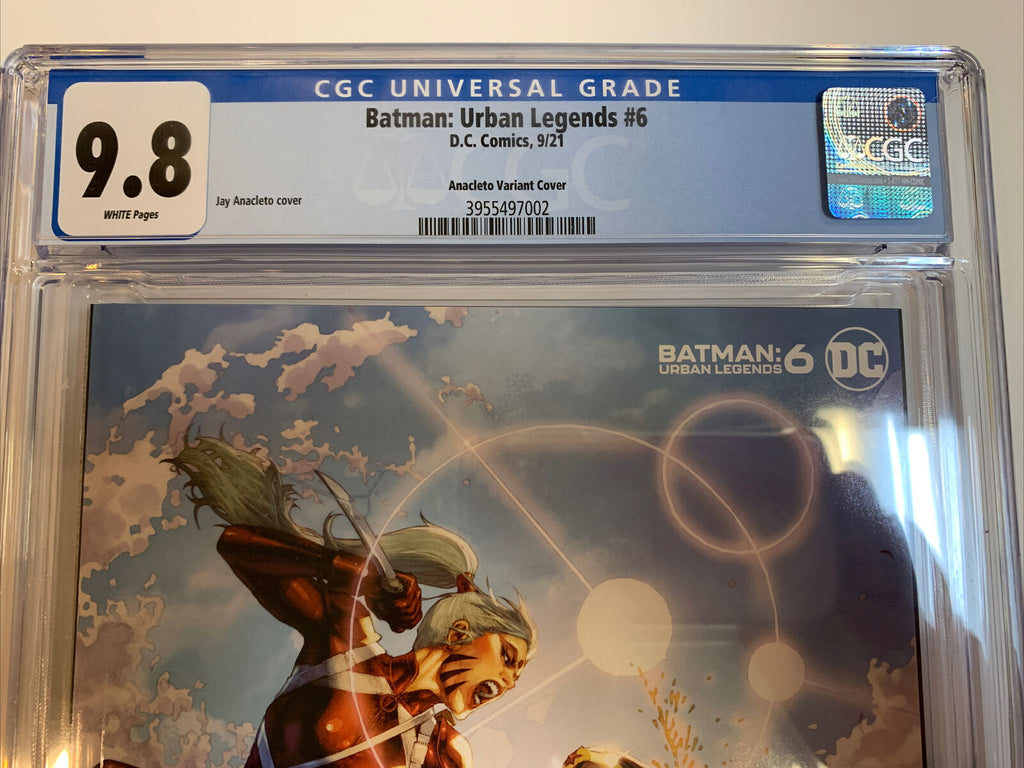 CGC UNIVERSAL GRADE
9.8
WHITE Pages
Batman: Urban Legends #6
D.C. Comics, 9/21
Anacleto Variant Cover
Jay Anacleto cover
3955497002
CGC
CGC
BATMAN:
URBAN LEGENDS 6
DC